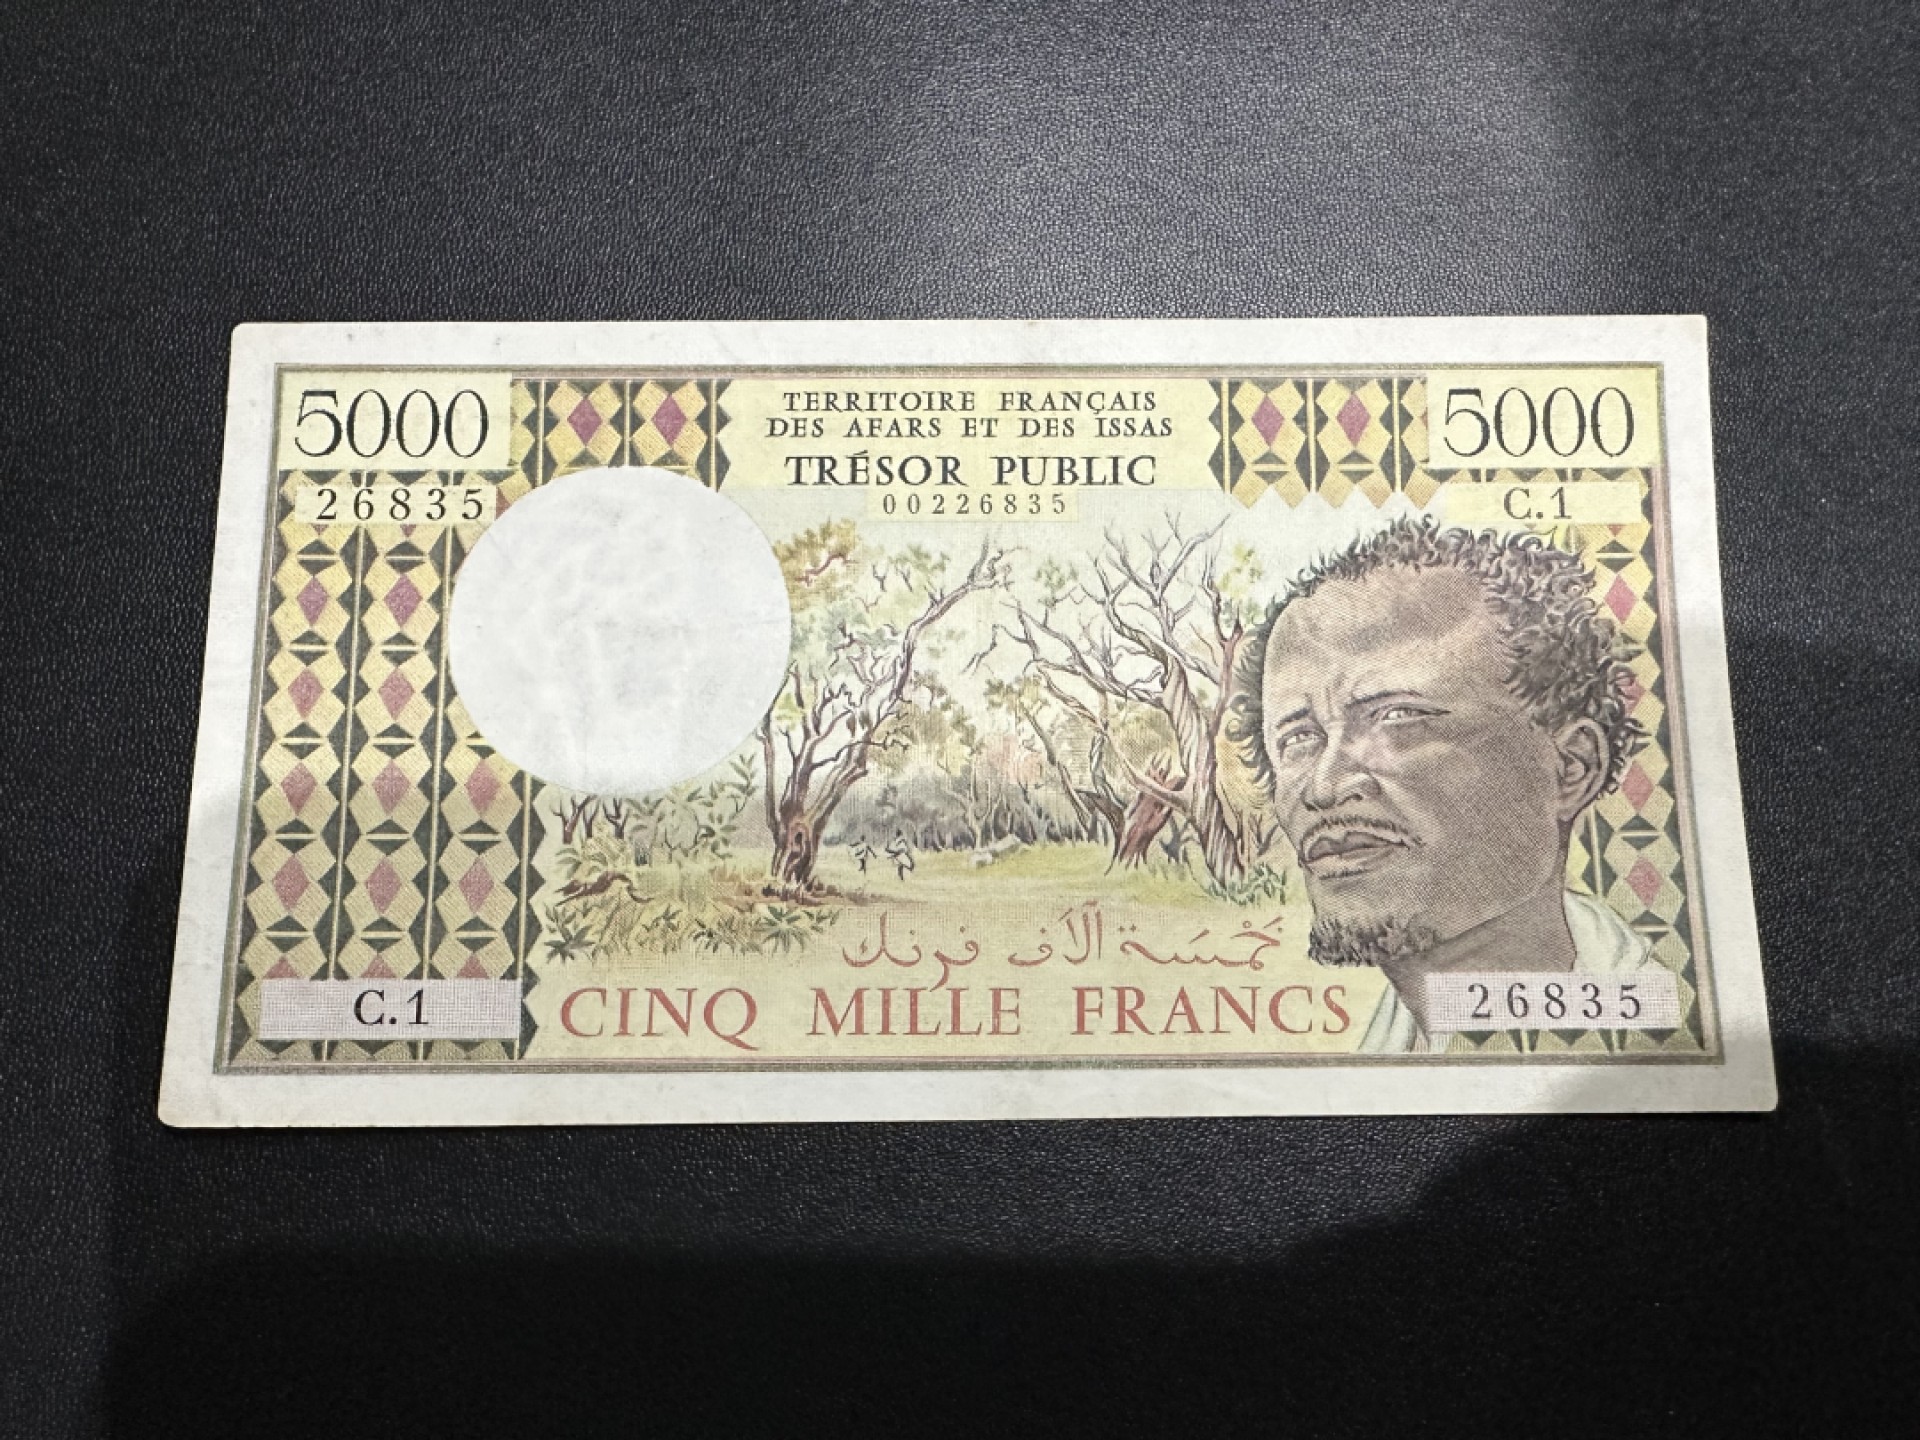 5000
TERRITOIRE FRANÇAIS
DES AFARS ET DES ISSAS
TRÉSOR PUBLIC
00226835
5000
26835
C.1
خمسة آلاف فرنك
CINQ MILLE FRANCS
C.1
26835